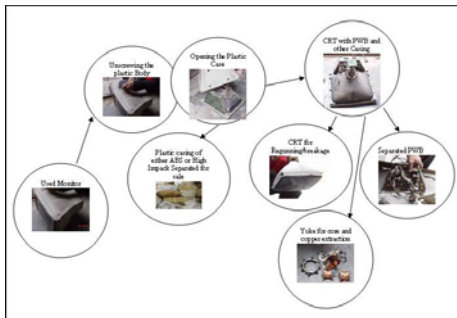 Unscrewing the
plastic Body
Opening the Plastic
Case
CRT with PWB and
other Casing
Plastic casing of
either ABS or High
Impack Separated for
sale
CRT for
Regunning/breakage
Separated PWB
Used Monitor
Yoke for core and
copper extraction